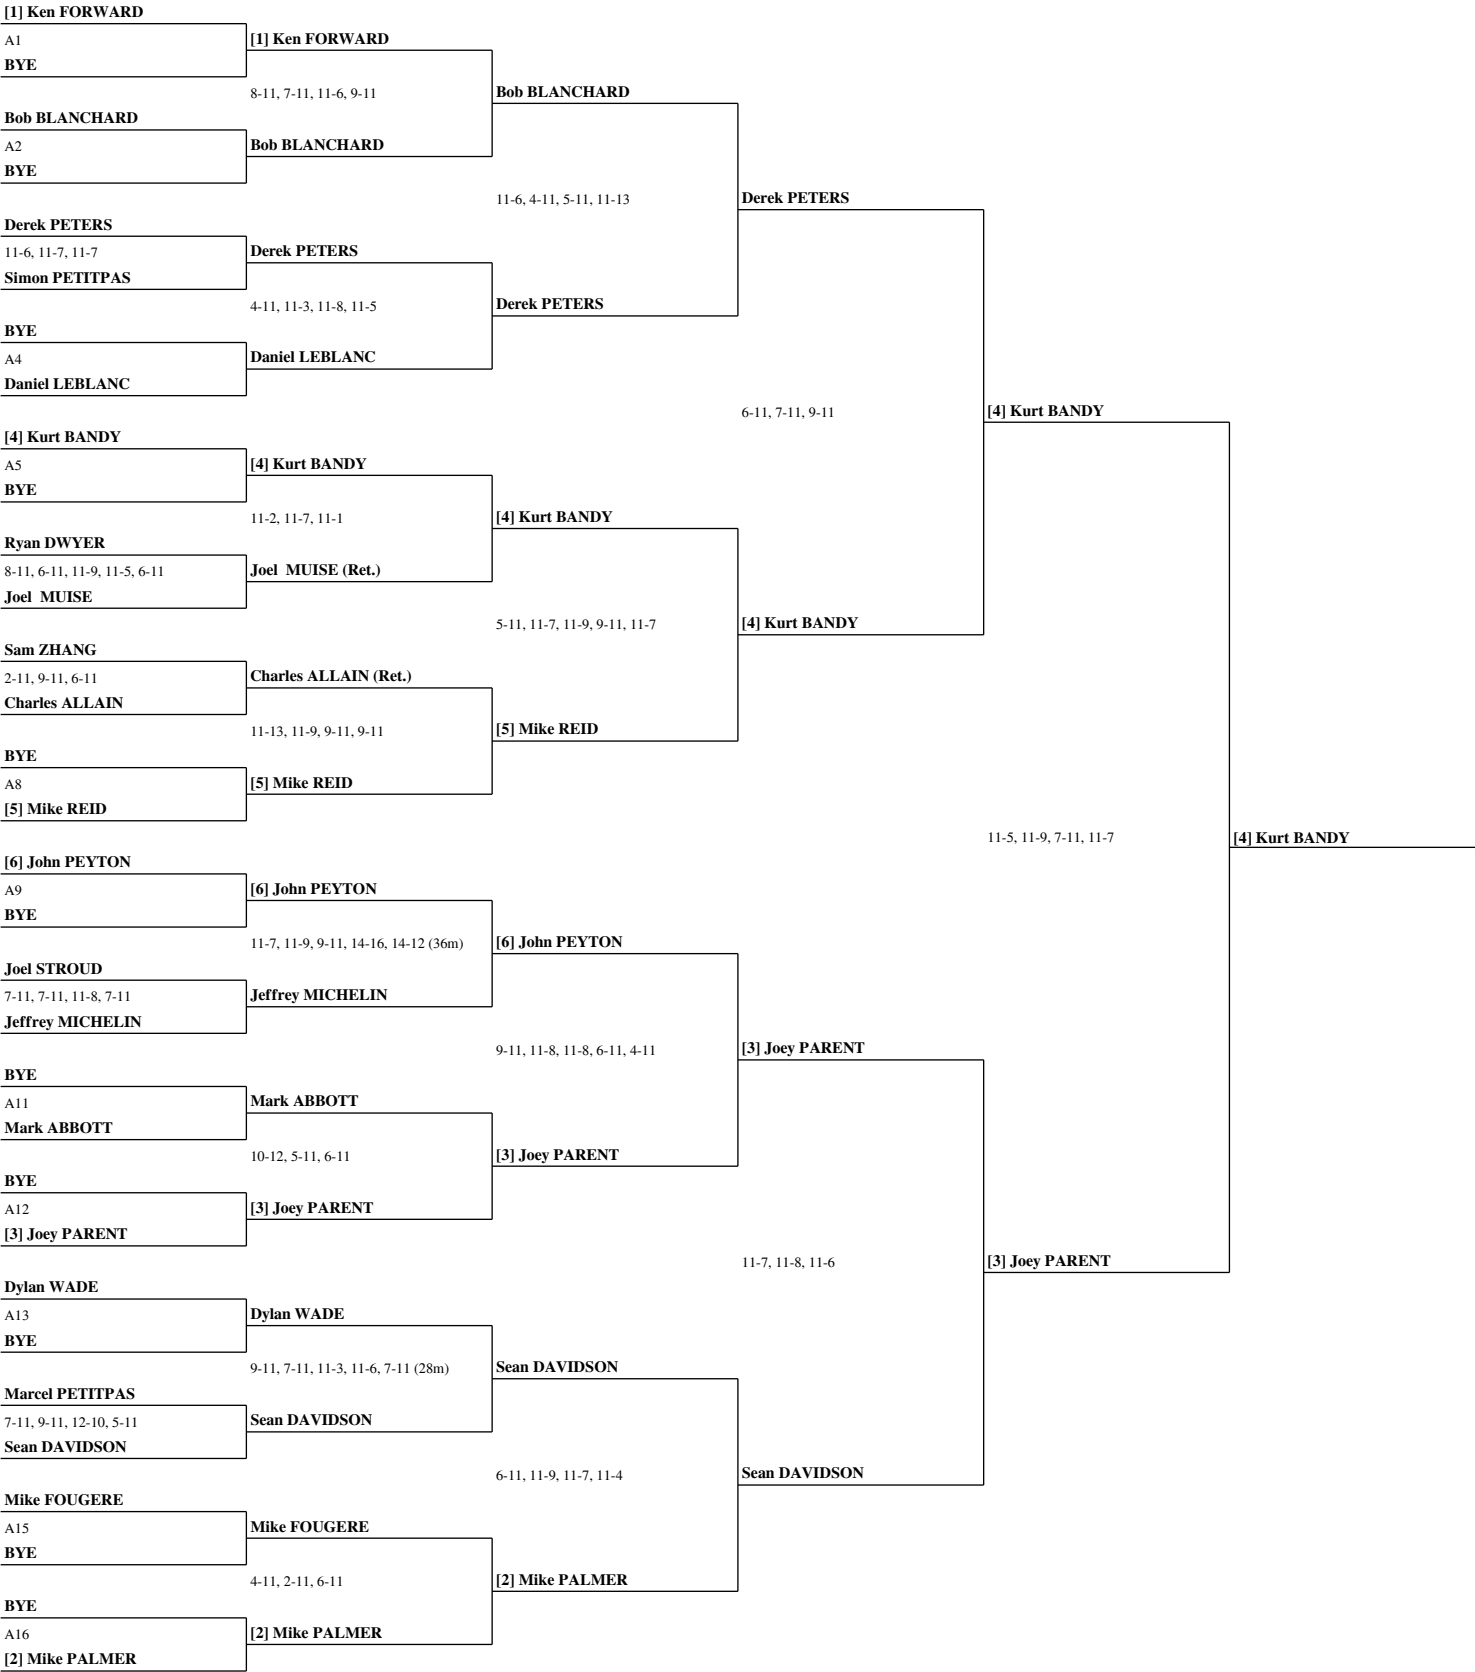 [1] Ken FORWARD
A1
BYE
Bob BLANCHARD
A2
BYE
Derek PETERS
11-6, 11-7, 11-7
Simon PETITPAS
BYE
A4
Daniel LEBLANC
[4] Kurt BANDY
A5
BYE
Ryan DWYER
8-11, 6-11, 11-9, 11-5, 6-11
Joel  MUISE
Sam ZHANG
2-11, 9-11, 6-11
Charles ALLAIN
BYE
A8
[5] Mike REID
[6] John PEYTON
A9
BYE
Joel STROUD
7-11, 7-11, 11-8, 7-11
Jeffrey MICHELIN
BYE
A11
Mark ABBOTT
BYE
A12
[3] Joey PARENT
Dylan WADE
A13
BYE
Marcel PETITPAS
7-11, 9-11, 12-10, 5-11
Sean DAVIDSON
Mike FOUGERE
A15
BYE
BYE
A16
[2] Mike PALMER
[1] Ken FORWARD
8-11, 7-11, 11-6, 9-11
Bob BLANCHARD
Derek PETERS
4-11, 11-3, 11-8, 11-5
Daniel LEBLANC
[4] Kurt BANDY
11-2, 11-7, 11-1
Joel  MUISE (Ret.)
Charles ALLAIN (Ret.)
11-13, 11-9, 9-11, 9-11
[5] Mike REID
[6] John PEYTON
11-7, 11-9, 9-11, 14-16, 14-12 (36m)
Jeffrey MICHELIN
Mark ABBOTT
10-12, 5-11, 6-11
[3] Joey PARENT
Dylan WADE
9-11, 7-11, 11-3, 11-6, 7-11 (28m)
Sean DAVIDSON
Mike FOUGERE
4-11, 2-11, 6-11
[2] Mike PALMER
Bob BLANCHARD
11-6, 4-11, 5-11, 11-13
Derek PETERS
[4] Kurt BANDY
5-11, 11-7, 11-9, 9-11, 11-7
[5] Mike REID
[6] John PEYTON
9-11, 11-8, 11-8, 6-11, 4-11
[3] Joey PARENT
Sean DAVIDSON
6-11, 11-9, 11-7, 11-4
[2] Mike PALMER
Derek PETERS
6-11, 7-11, 9-11
[4] Kurt BANDY
[3] Joey PARENT
11-7, 11-8, 11-6
Sean DAVIDSON
[4] Kurt BANDY
11-5, 11-9, 7-11, 11-7
[3] Joey PARENT
[4] Kurt BANDY